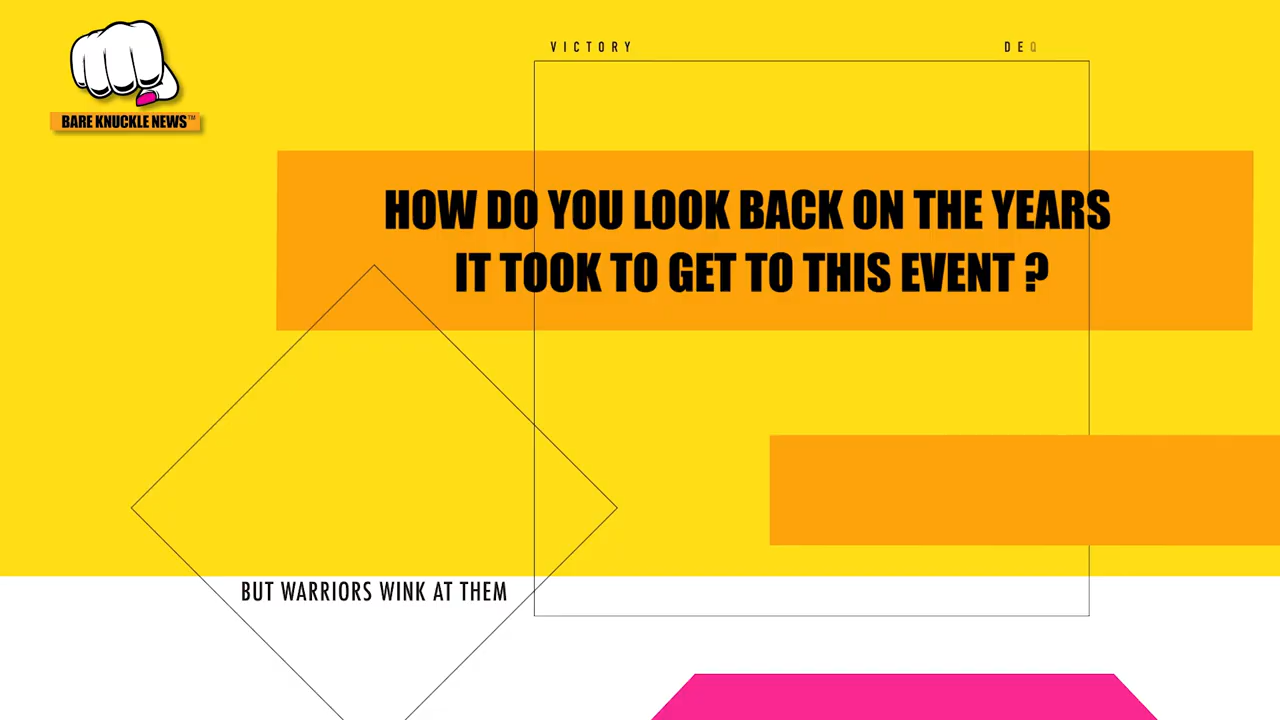 VICTORY
DEQ
BARE KNUCKLE NEWS™
HOW DO YOU LOOK BACK ON THE YEARS
IT TOOK TO GET TO THIS EVENT ?
BUT WARRIORS WINK AT THEM